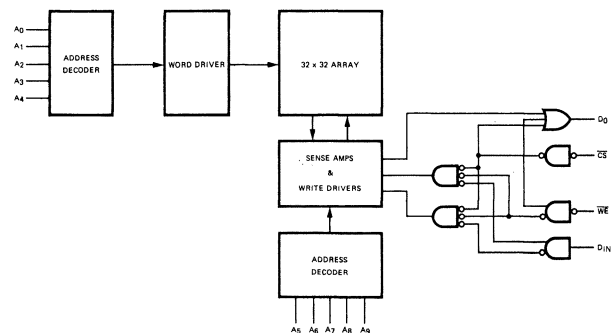 A0
A1
A2
A3
A4
ADDRESS
DECODER
WORD DRIVER
32 x 32 ARRAY
SENSE AMPS
&
WRITE DRIVERS
ADDRESS
DECODER
A5 A6 A7 A8 A9
D0
CS
WE
DIN